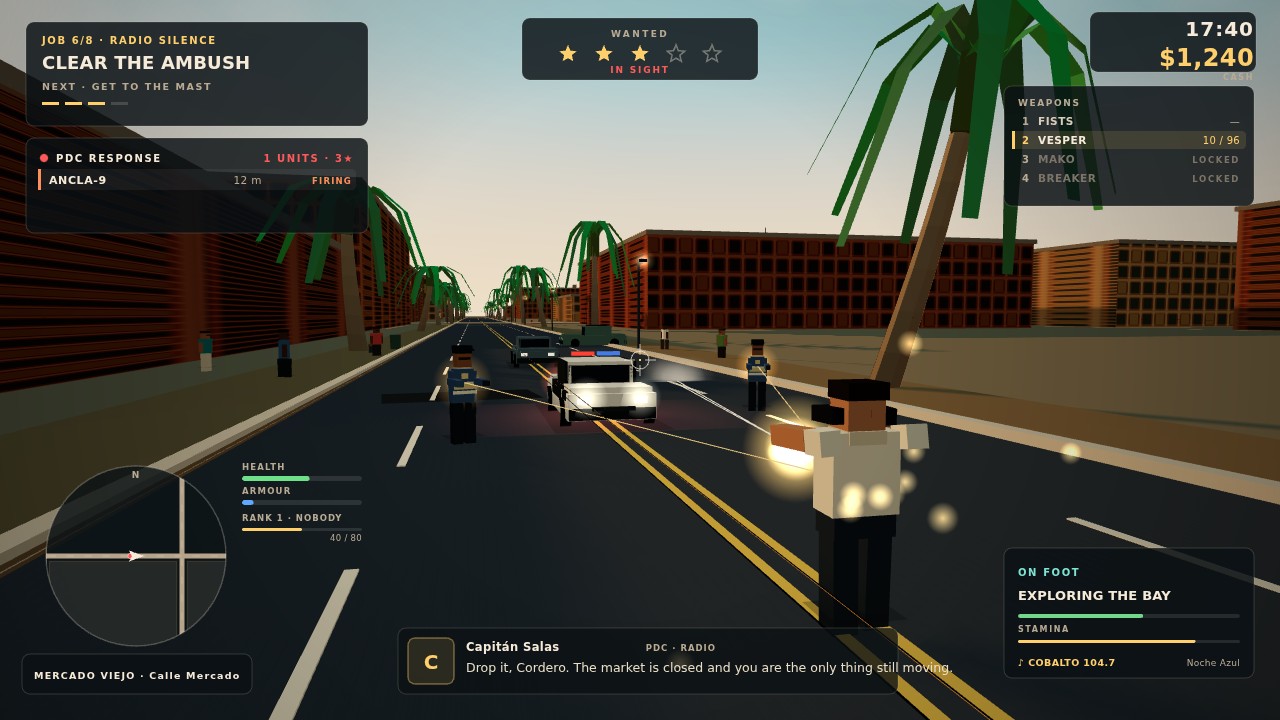 JOB 6/8 · RADIO SILENCE
CLEAR THE AMBUSH
NEXT · GET TO THE MAST
PDC RESPONSE 1 UNITS · 3★
ANCLA-9 12 m FIRING
WANTED
IN SIGHT
17:40
$1,240
CASH
WEAPONS
1 FISTS —
2 VESPER 10 / 96
3 MAKO LOCKED
4 BREAKER LOCKED
N
HEALTH
ARMOUR
RANK 1 · NOBODY
40 / 80
MERCADO VIEJO · Calle Mercado
C
Capitán Salas PDC · RADIO
Drop it, Cordero. The market is closed and you are the only thing still moving.
ON FOOT
EXPLORING THE BAY
STAMINA
♪ COBALTO 104.7 Noche Azul